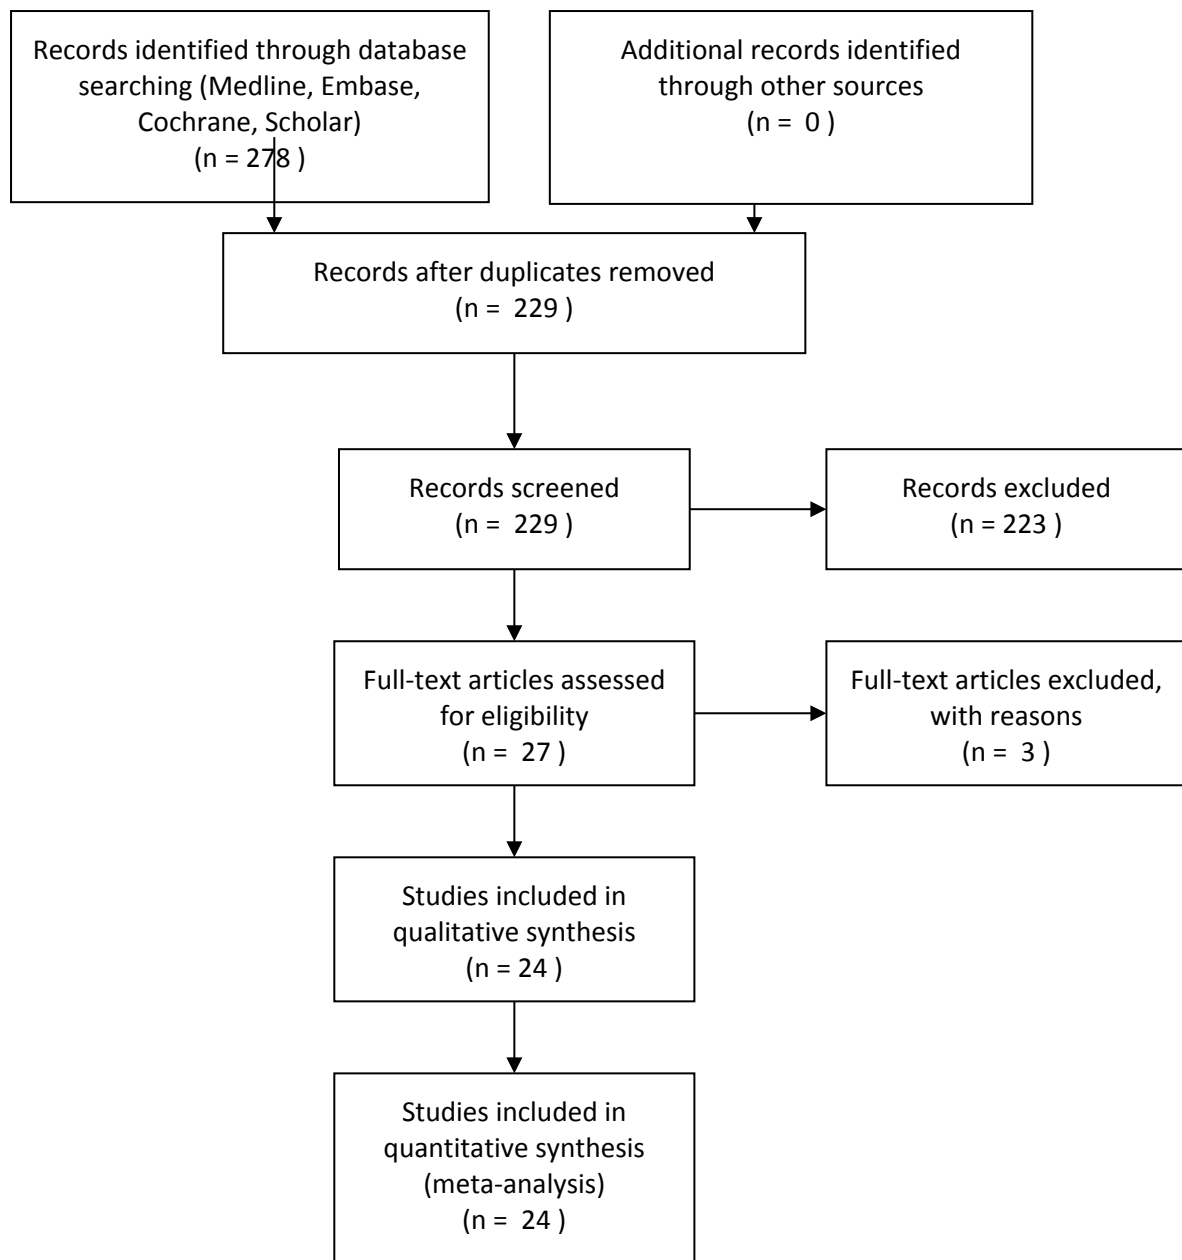 Records identified through database
searching (Medline, Embase,
Cochrane, Scholar)
(n = 278 )
Additional records identified
through other sources
(n =  0 )
Records after duplicates removed
(n =  229 )
Records screened
(n =  229 )
Records excluded
(n = 223 )
Full-text articles assessed
for eligibility
(n =  27 )
Full-text articles excluded,
with reasons
(n =  3 )
Studies included in
qualitative synthesis
(n = 24 )
Studies included in
quantitative synthesis
(meta-analysis)
(n =  24 )